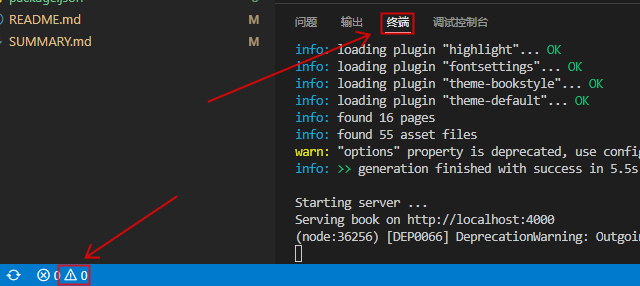 package.json
README.md M
SUMMARY.md M
问题 输出 终端 调试控制台
info: loading plugin "highlight"... OK
info: loading plugin "fontsettings"... OK
info: loading plugin "theme-bookstyle"... OK
info: loading plugin "theme-default"... OK
info: found 16 pages
info: found 55 asset files
warn: "options" property is deprecated, use config
info: >> generation finished with success in 5.5s
Starting server ...
Serving book on http://localhost:4000
(node:36256) [DEP0066] DeprecationWarning: Outgoin
0 0